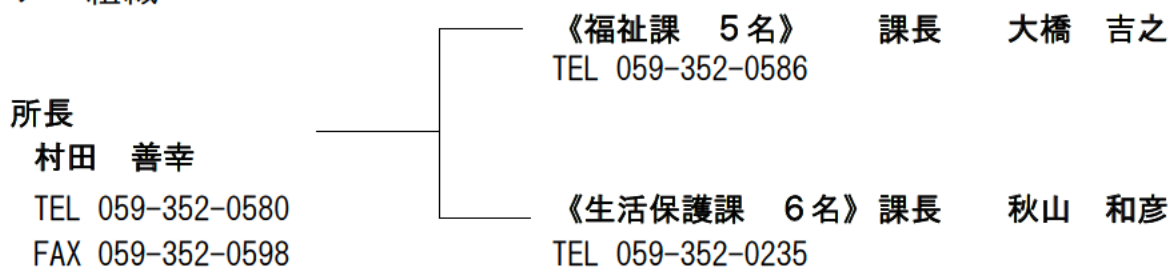 《福祉課　５名》　　課長　　大橋　吉之
TEL 059-352-0586
所長
村田　善幸
TEL 059-352-0580
FAX 059-352-0598
《生活保護課　６名》課長　　秋山　和彦
TEL 059-352-0235